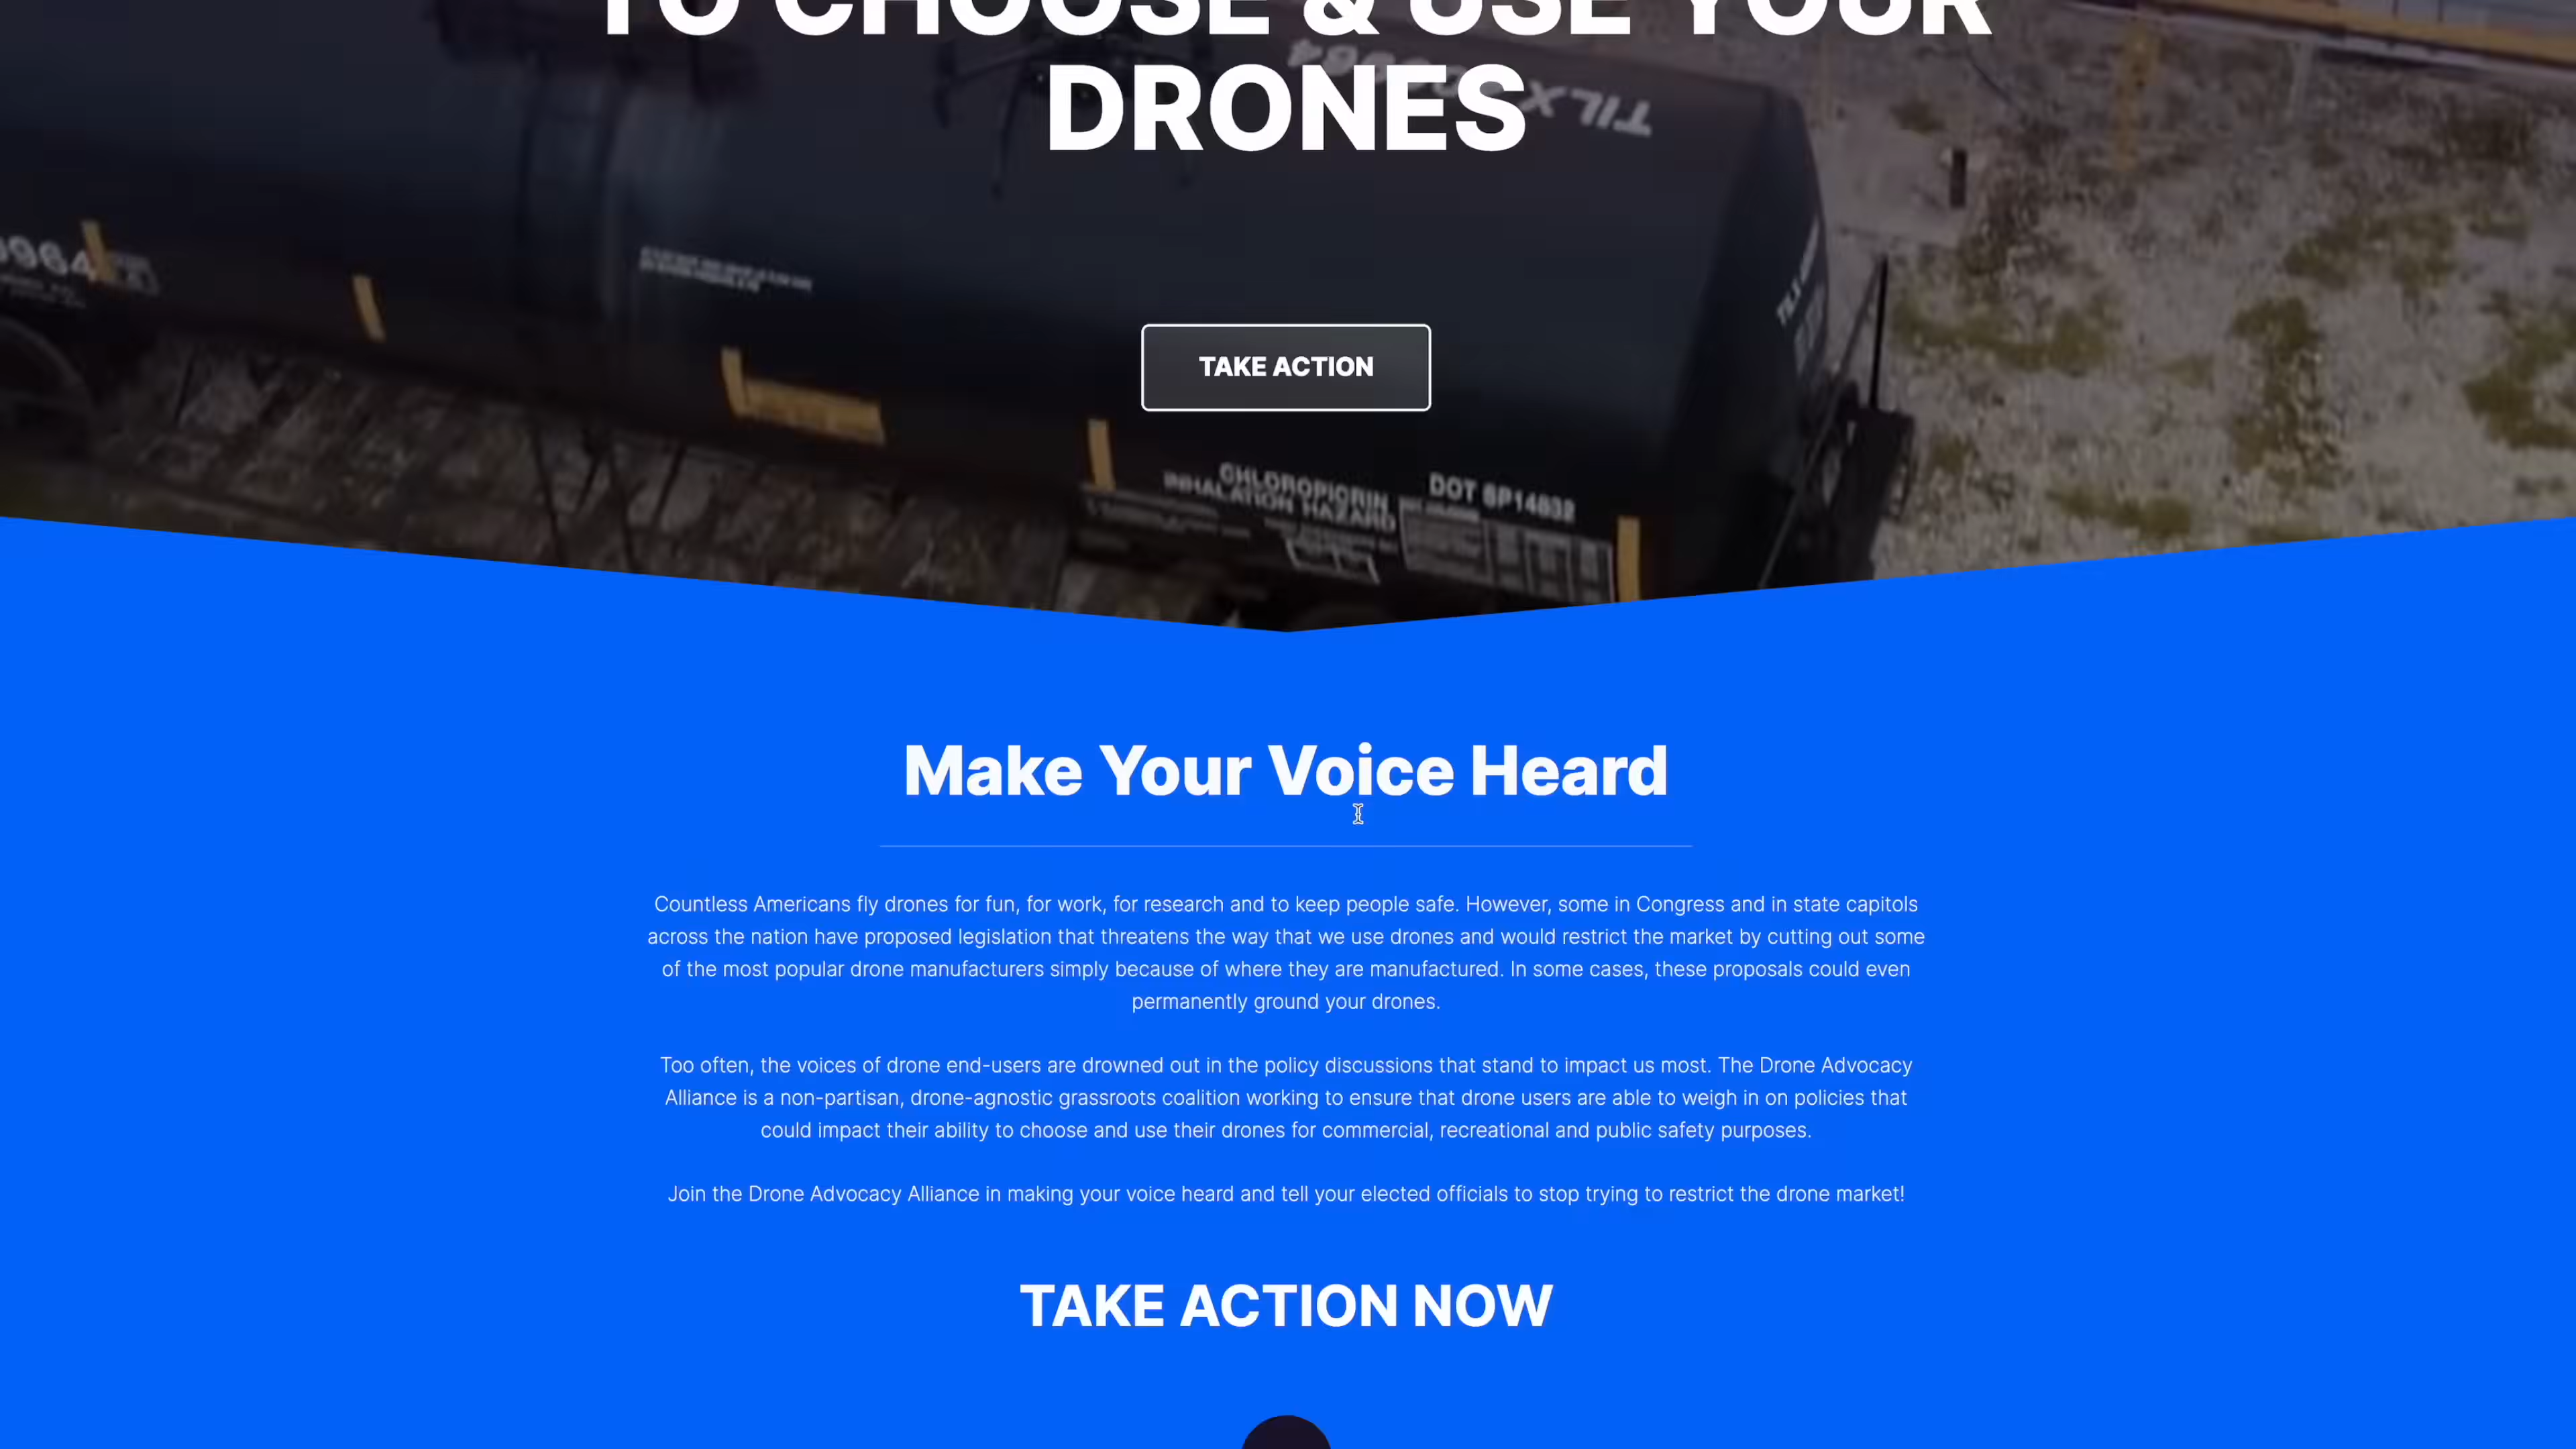 TO CHOOSE & USE YOUR
DRONES
TILX
964
TAKE ACTION
CHLOROPICRIN
INHALATION HAZARD
DOT SP14632
Make Your Voice Heard
Countless Americans fly drones for fun, for work, for research and to keep people safe. However, some in Congress and in state capitols
across the nation have proposed legislation that threatens the way that we use drones and would restrict the market by cutting out some
of the most popular drone manufacturers simply because of where they are manufactured. In some cases, these proposals could even
permanently ground your drones.
Too often, the voices of drone end-users are drowned out in the policy discussions that stand to impact us most. The Drone Advocacy
Alliance is a non-partisan, drone-agnostic grassroots coalition working to ensure that drone users are able to weigh in on policies that
could impact their ability to choose and use their drones for commercial, recreational and public safety purposes.
Join the Drone Advocacy Alliance in making your voice heard and tell your elected officials to stop trying to restrict the drone market!
TAKE ACTION NOW